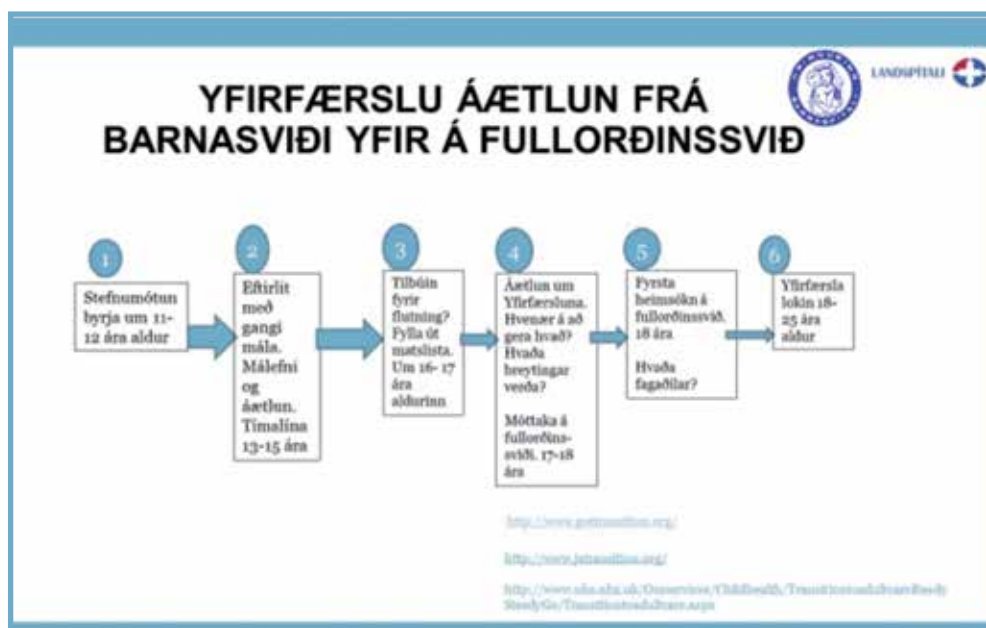 LANDSPÍTALI
YFIRFÆRSLU ÁÆTLUN FRÁ
BARNASVIÐI YFIR Á FULLORÐINSSVIÐ
1
Stefnumótun
byrja um 11-
12 ára aldur
2
Eftirlit
með
gangi
mála.
Málefni
og
áætlun.
Tímalína
13-15 ára
3
Tilbúin
fyrir
flutning?
Fylla út
matslista.
Um 16-17
ára
aldurinn
4
Áætlun um
Yfirfærsluna.
Hvenær á að
gera hvað?
Hvaða
breytingar
verða?
Móttaka á
fullorðins-
sviði. 17-18
ára
5
Fyrsta
heimsókn á
fullorðinssvið.
18 ára
Hvaða
fagaðilar?
6
Yfirfærsla
lokin 18-
25 ára
aldur